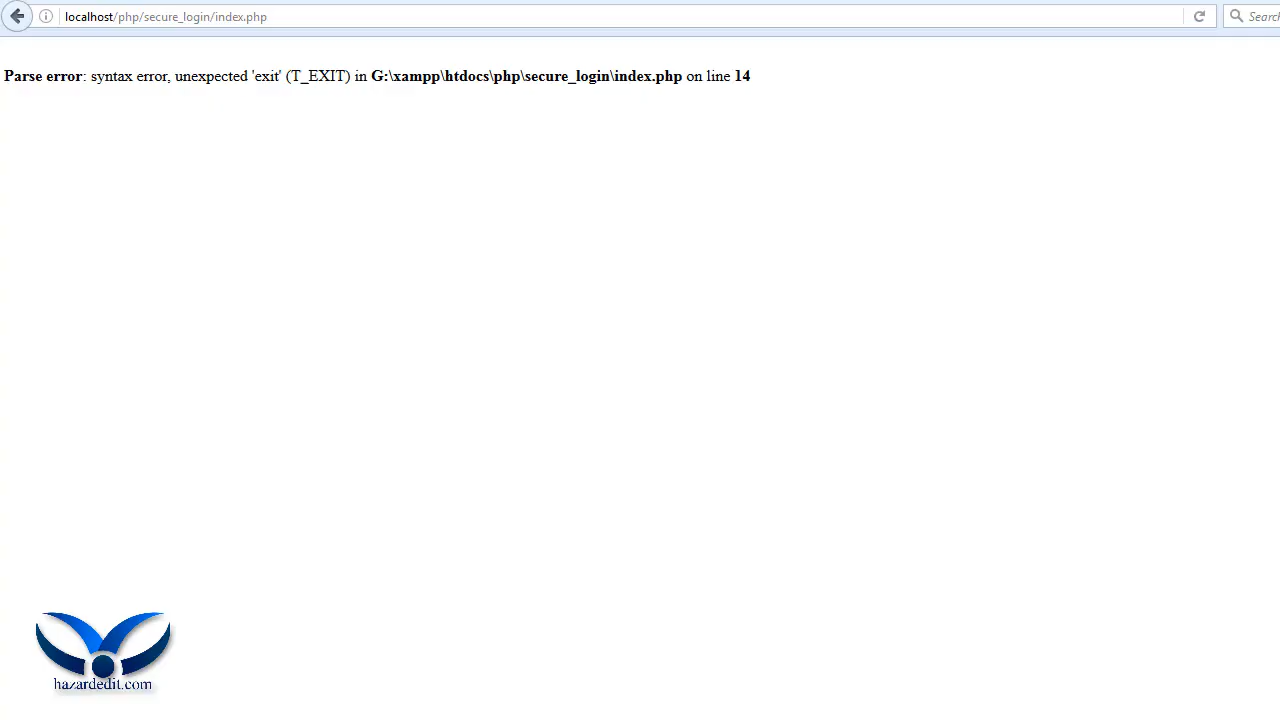 localhost/php/secure_login/index.php
Search
Parse error: syntax error, unexpected 'exit' (T_EXIT) in G:\xampp\htdocs\php\secure_login\index.php on line 14
hazardedit.com